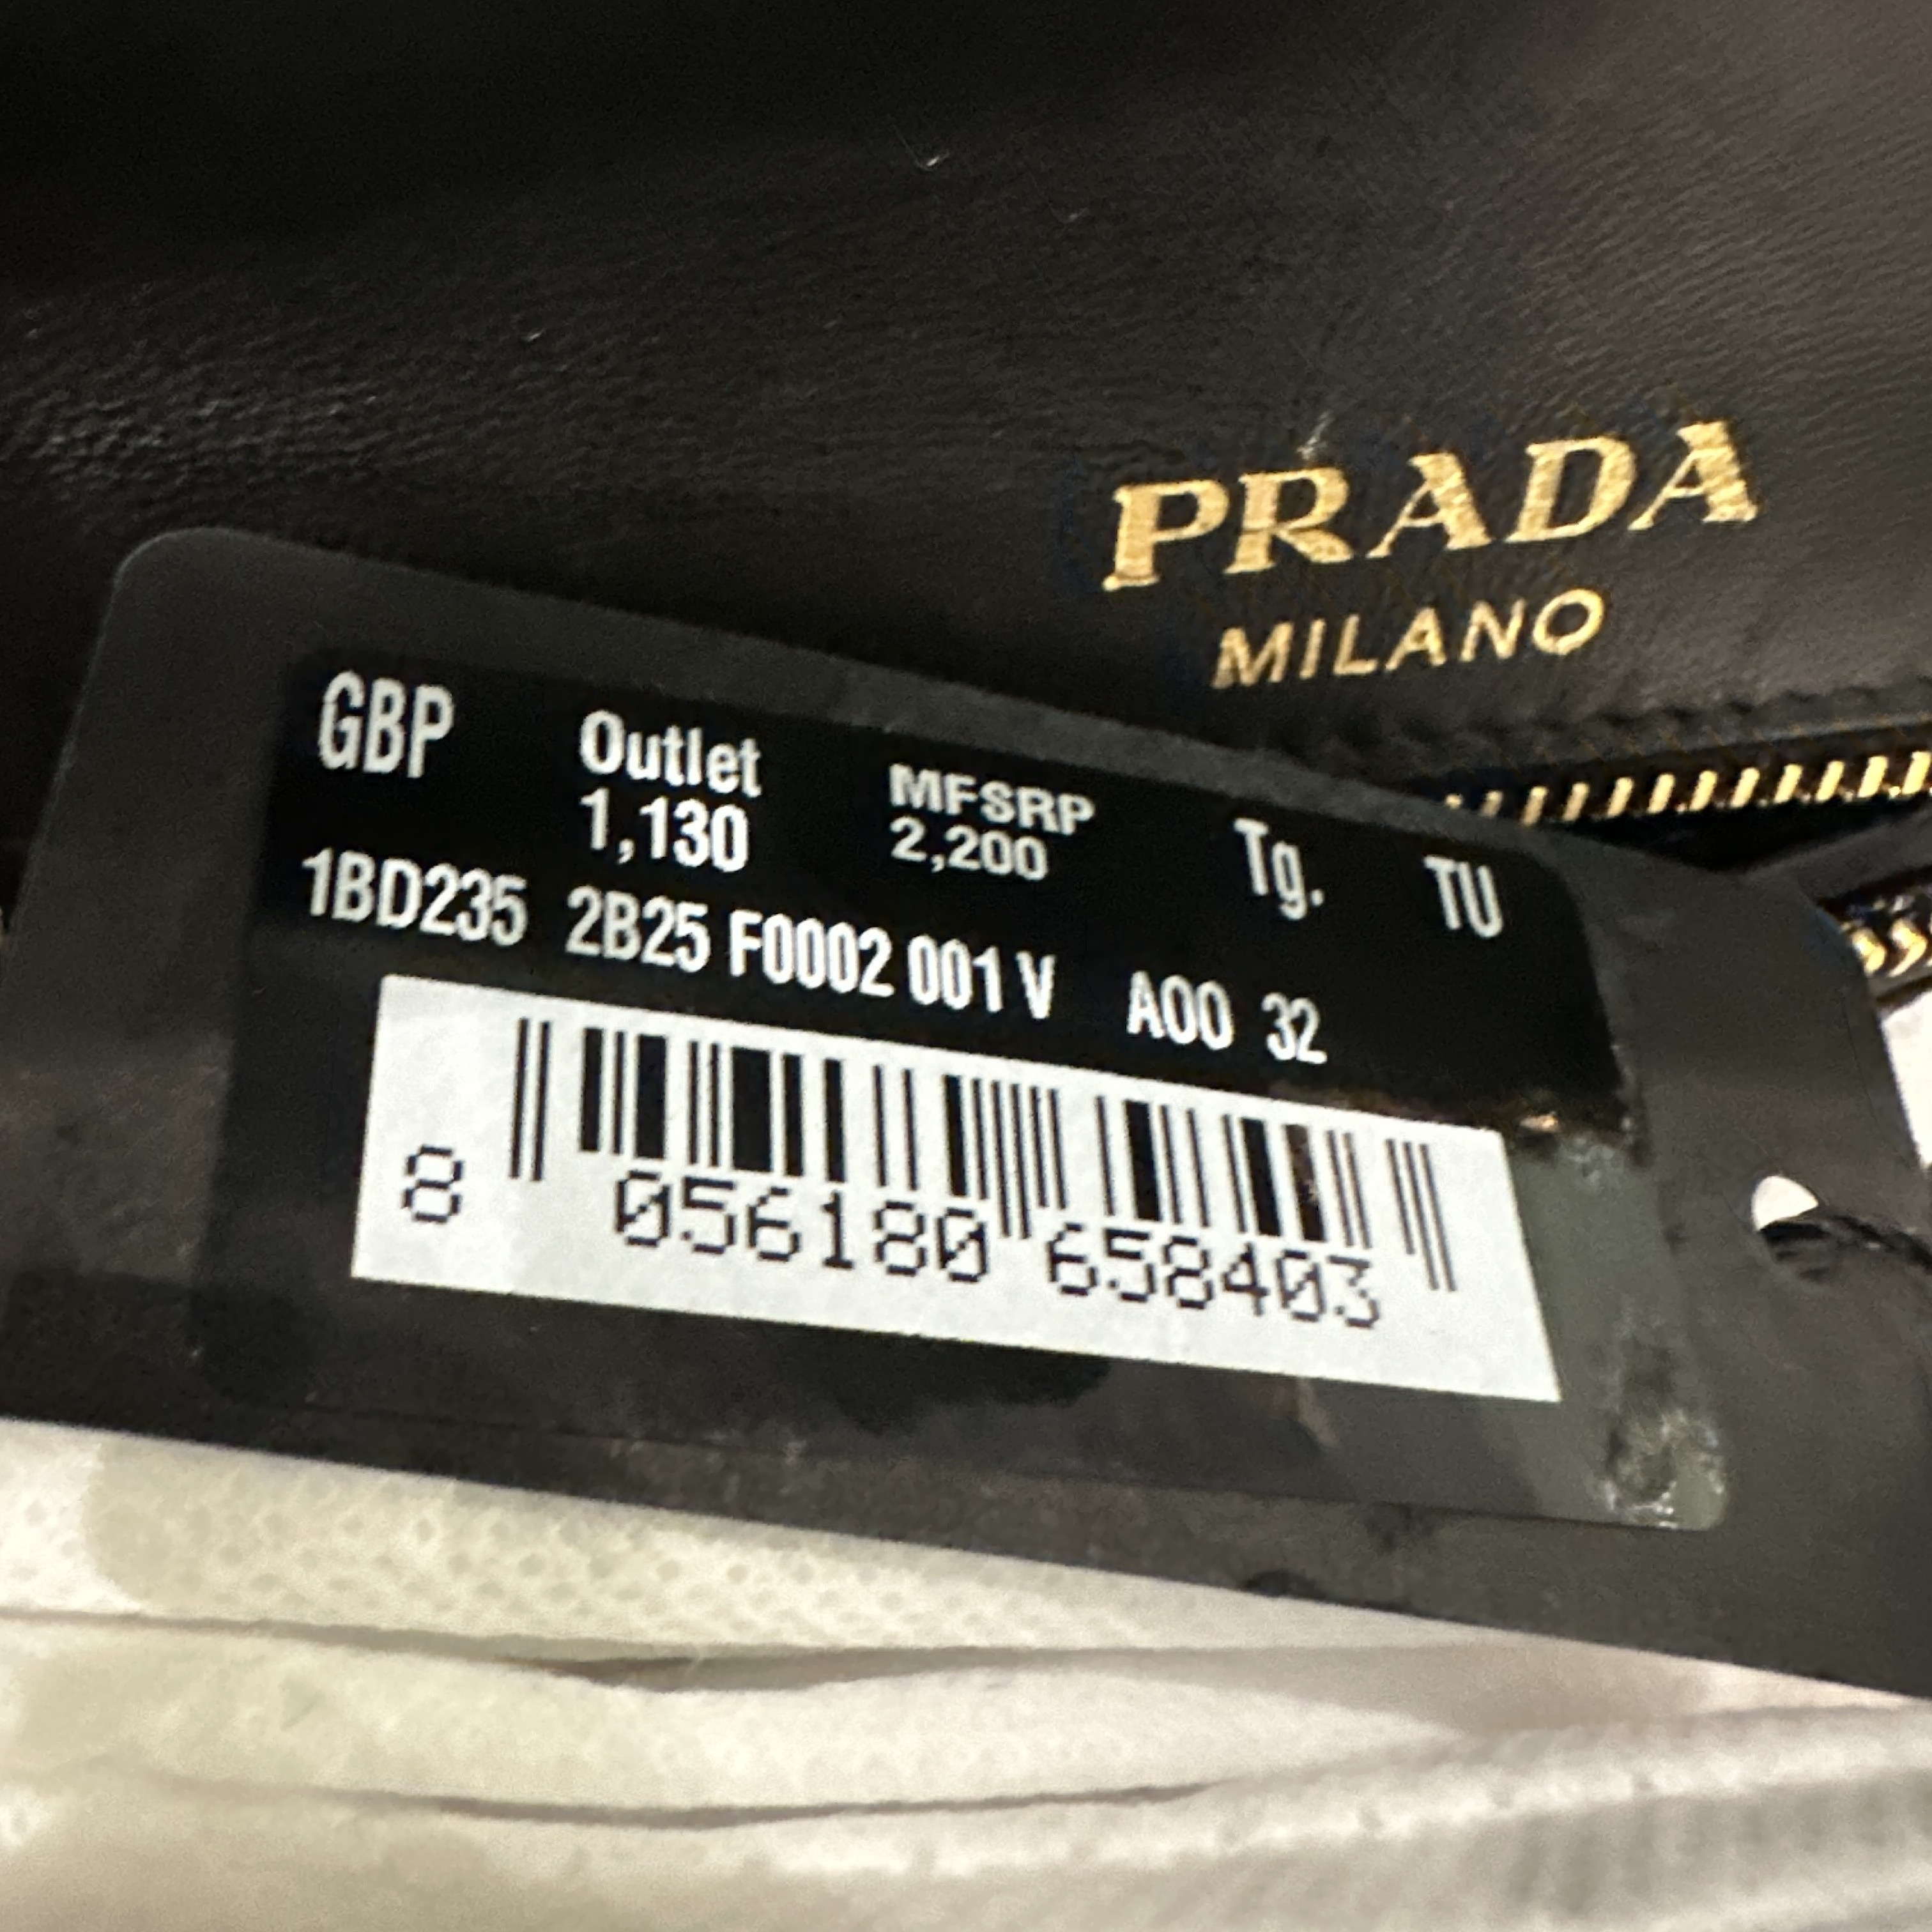 PRADA
MILANO
GBP Outlet MFSRP Tg. TU
1,130 2,200
1BD235 2B25 F0002 001 V A00 32
8 056180 658403